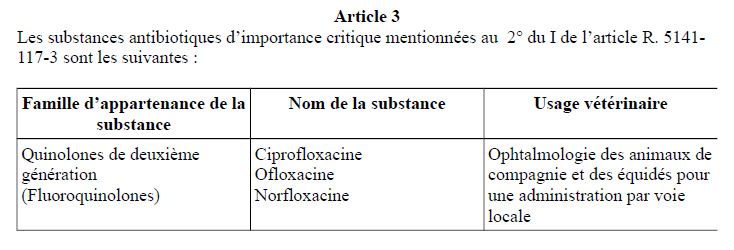 Article 3
Les substances antibiotiques d’importance critique mentionnées au 2° du I de l’article R. 5141-
117-3 sont les suivantes :
Famille d’appartenance de la
substance
Nom de la substance
Usage vétérinaire
Quinolones de deuxième
génération
(Fluoroquinolones)
Ciprofloxacine
Ofloxacine
Norfloxacine
Ophtalmologie des animaux de
compagnie et des équidés pour
une administration par voie
locale